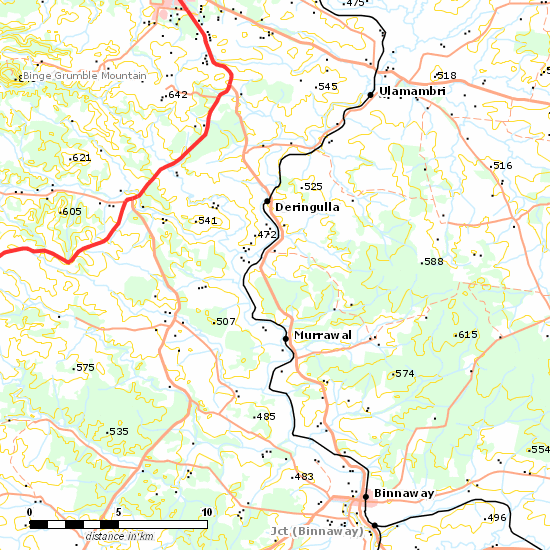 .475
Binge Grumble Mountain
.518
.545
Ulamambri
.642
.621
.516
.525
Deringulla
.605
.541
.472
.588
.507
Murrawal
.615
.575
.574
.485
.535
.554
.483
Binnaway
0 5 10
distance in km
.496
Jct (Binnaway)